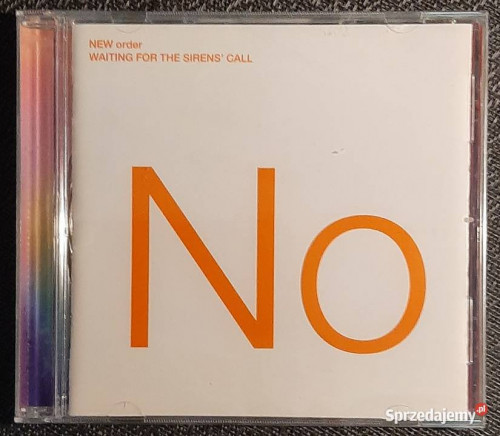 NEW order
WAITING FOR THE SIRENS' CALL
No
Sprzedajemy.pl